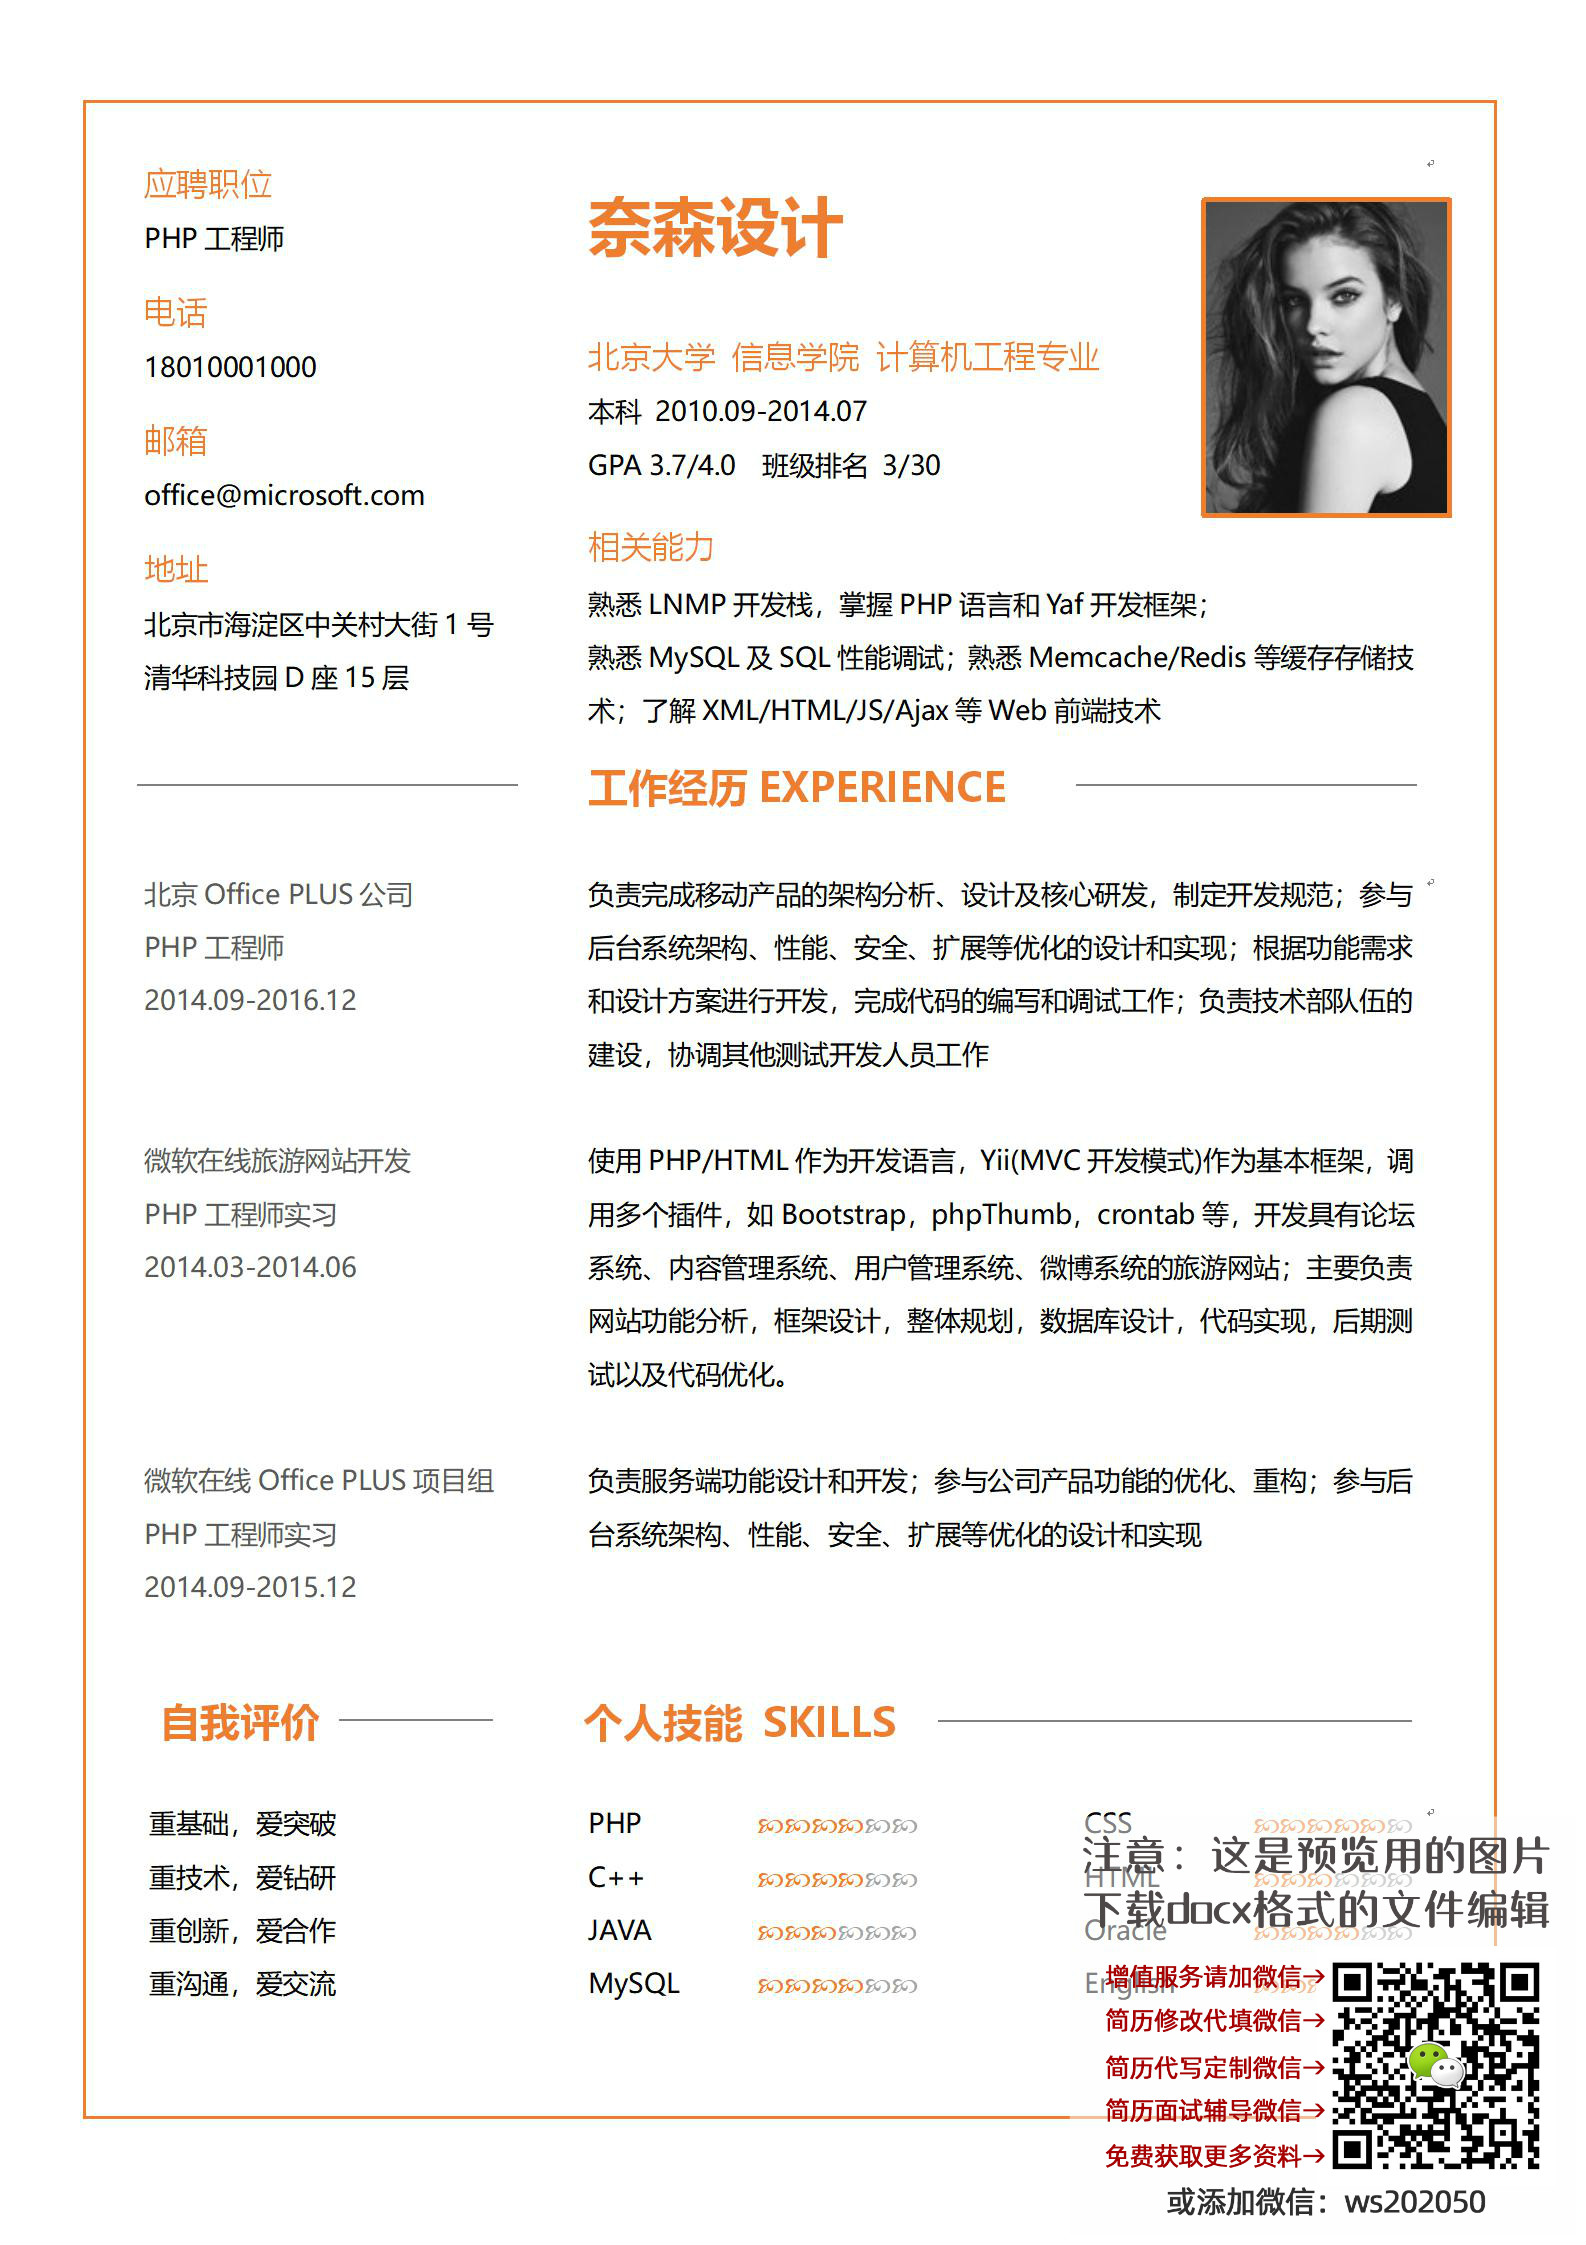 应聘职位
PHP 工程师
电话
18010001000
邮箱
office@microsoft.com
地址
北京市海淀区中关村大街 1 号
清华科技园 D 座 15 层
奈森设计
北京大学 信息学院 计算机工程专业
本科 2010.09-2014.07
GPA 3.7/4.0 班级排名 3/30
相关能力
熟悉 LNMP 开发栈，掌握 PHP 语言和 Yaf 开发框架；
熟悉 MySQL 及 SQL 性能调试；熟悉 Memcache/Redis 等缓存存储技
术；了解 XML/HTML/JS/Ajax 等 Web 前端技术
工作经历 EXPERIENCE
北京 Office PLUS 公司
PHP 工程师
2014.09-2016.12
负责完成移动产品的架构分析、设计及核心研发，制定开发规范；参与
后台系统架构、性能、安全、扩展等优化的设计和实现；根据功能需求
和设计方案进行开发，完成代码的编写和调试工作；负责技术部队伍的
建设，协调其他测试开发人员工作
微软在线旅游网站开发
PHP 工程师实习
2014.03-2014.06
使用 PHP/HTML 作为开发语言，Yii(MVC 开发模式)作为基本框架，调
用多个插件，如 Bootstrap，phpThumb，crontab 等，开发具有论坛
系统、内容管理系统、用户管理系统、微博系统的旅游网站；主要负责
网站功能分析，框架设计，整体规划，数据库设计，代码实现，后期测
试以及代码优化。
微软在线 Office PLUS 项目组
PHP 工程师实习
2014.09-2015.12
负责服务端功能设计和开发；参与公司产品功能的优化、重构；参与后
台系统架构、性能、安全、扩展等优化的设计和实现
自我评价
重基础，爱突破
重技术，爱钻研
重创新，爱合作
重沟通，爱交流
个人技能 SKILLS
PHP
C++
JAVA
MySQL
CSS
HTML
Oracle
English
注意：这是预览用的图片
下载docx格式的文件编辑
增值服务请加微信→
简历修改代填微信→
简历代写定制微信→
简历面试辅导微信→
免费获取更多资料→
或添加微信：ws202050